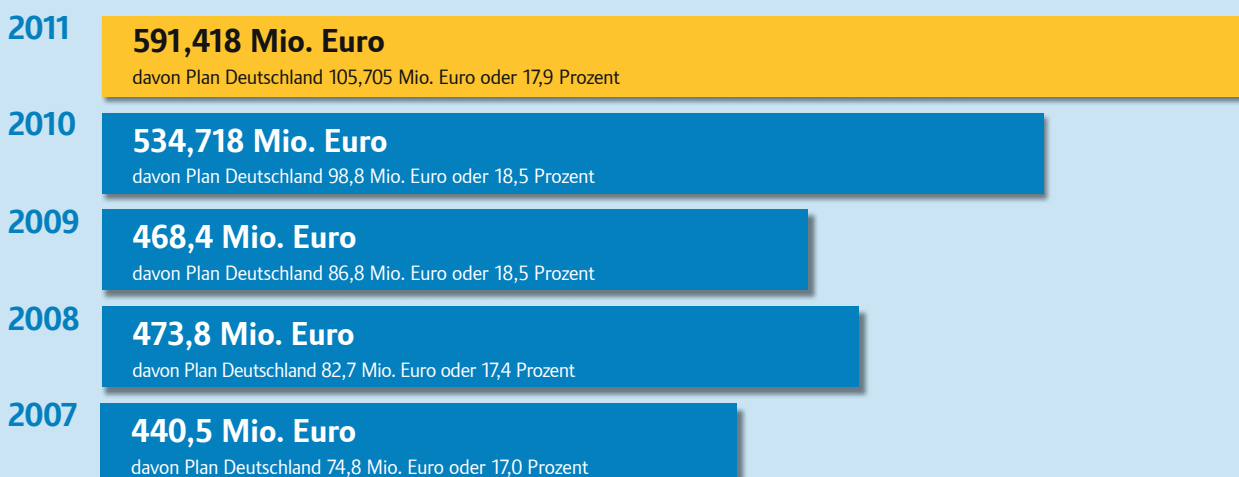 2011
591,418 Mio. Euro
davon Plan Deutschland 105,705 Mio. Euro oder 17,9 Prozent
2010
534,718 Mio. Euro
davon Plan Deutschland 98,8 Mio. Euro oder 18,5 Prozent
2009
468,4 Mio. Euro
davon Plan Deutschland 86,8 Mio. Euro oder 18,5 Prozent
2008
473,8 Mio. Euro
davon Plan Deutschland 82,7 Mio. Euro oder 17,4 Prozent
2007
440,5 Mio. Euro
davon Plan Deutschland 74,8 Mio. Euro oder 17,0 Prozent